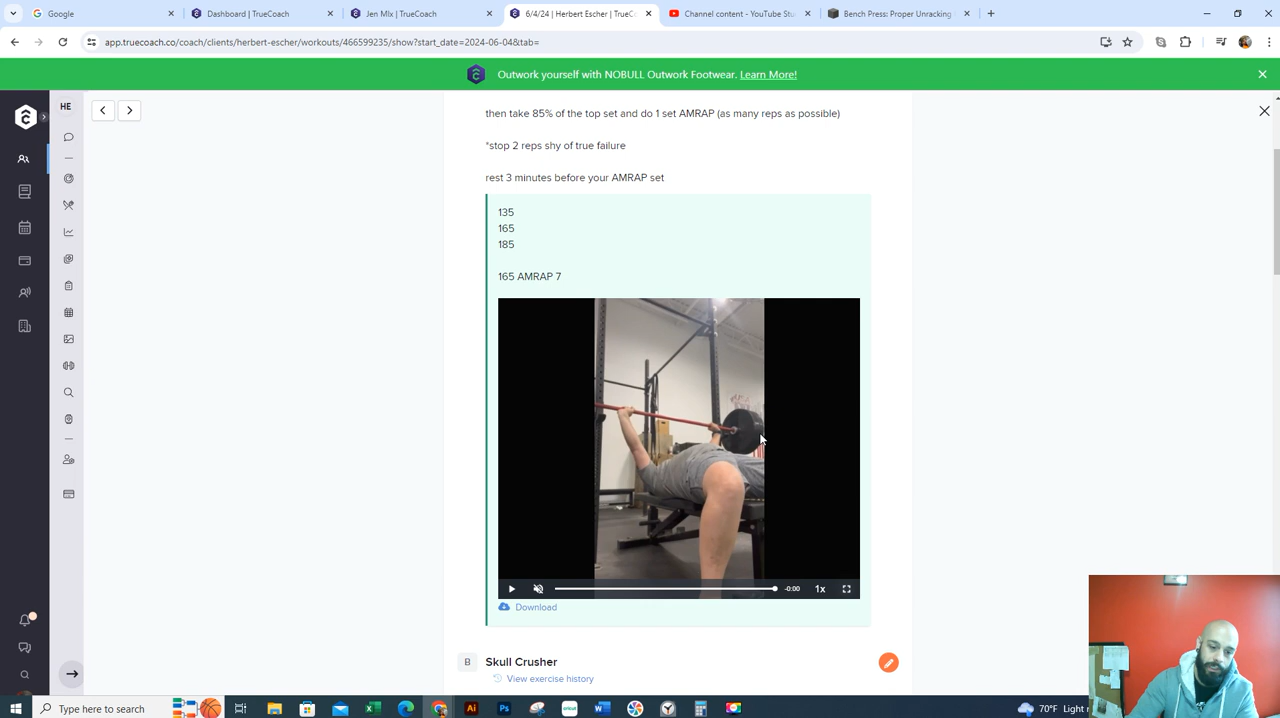 Google
Dashboard | TrueCoach
Jen MIx | TrueCoach
6/4/24 | Herbert Escher | TrueC
Channel content - YouTube Stu
Bench Press: Proper Unracking
app.truecoach.co/coach/clients/herbert-escher/workouts/466599235/show?start_date=2024-06-04&tab=
Outwork yourself with NOBULL Outwork Footwear. Learn More!
HE
then take 85% of the top set and do 1 set AMRAP (as many reps as possible)
*stop 2 reps shy of true failure
rest 3 minutes before your AMRAP set
135
165
185
165 AMRAP 7
-0:00
1x
Download
B
Skull Crusher
View exercise history
Type here to search
Ai
Ps
cricut
W
70°F Light r